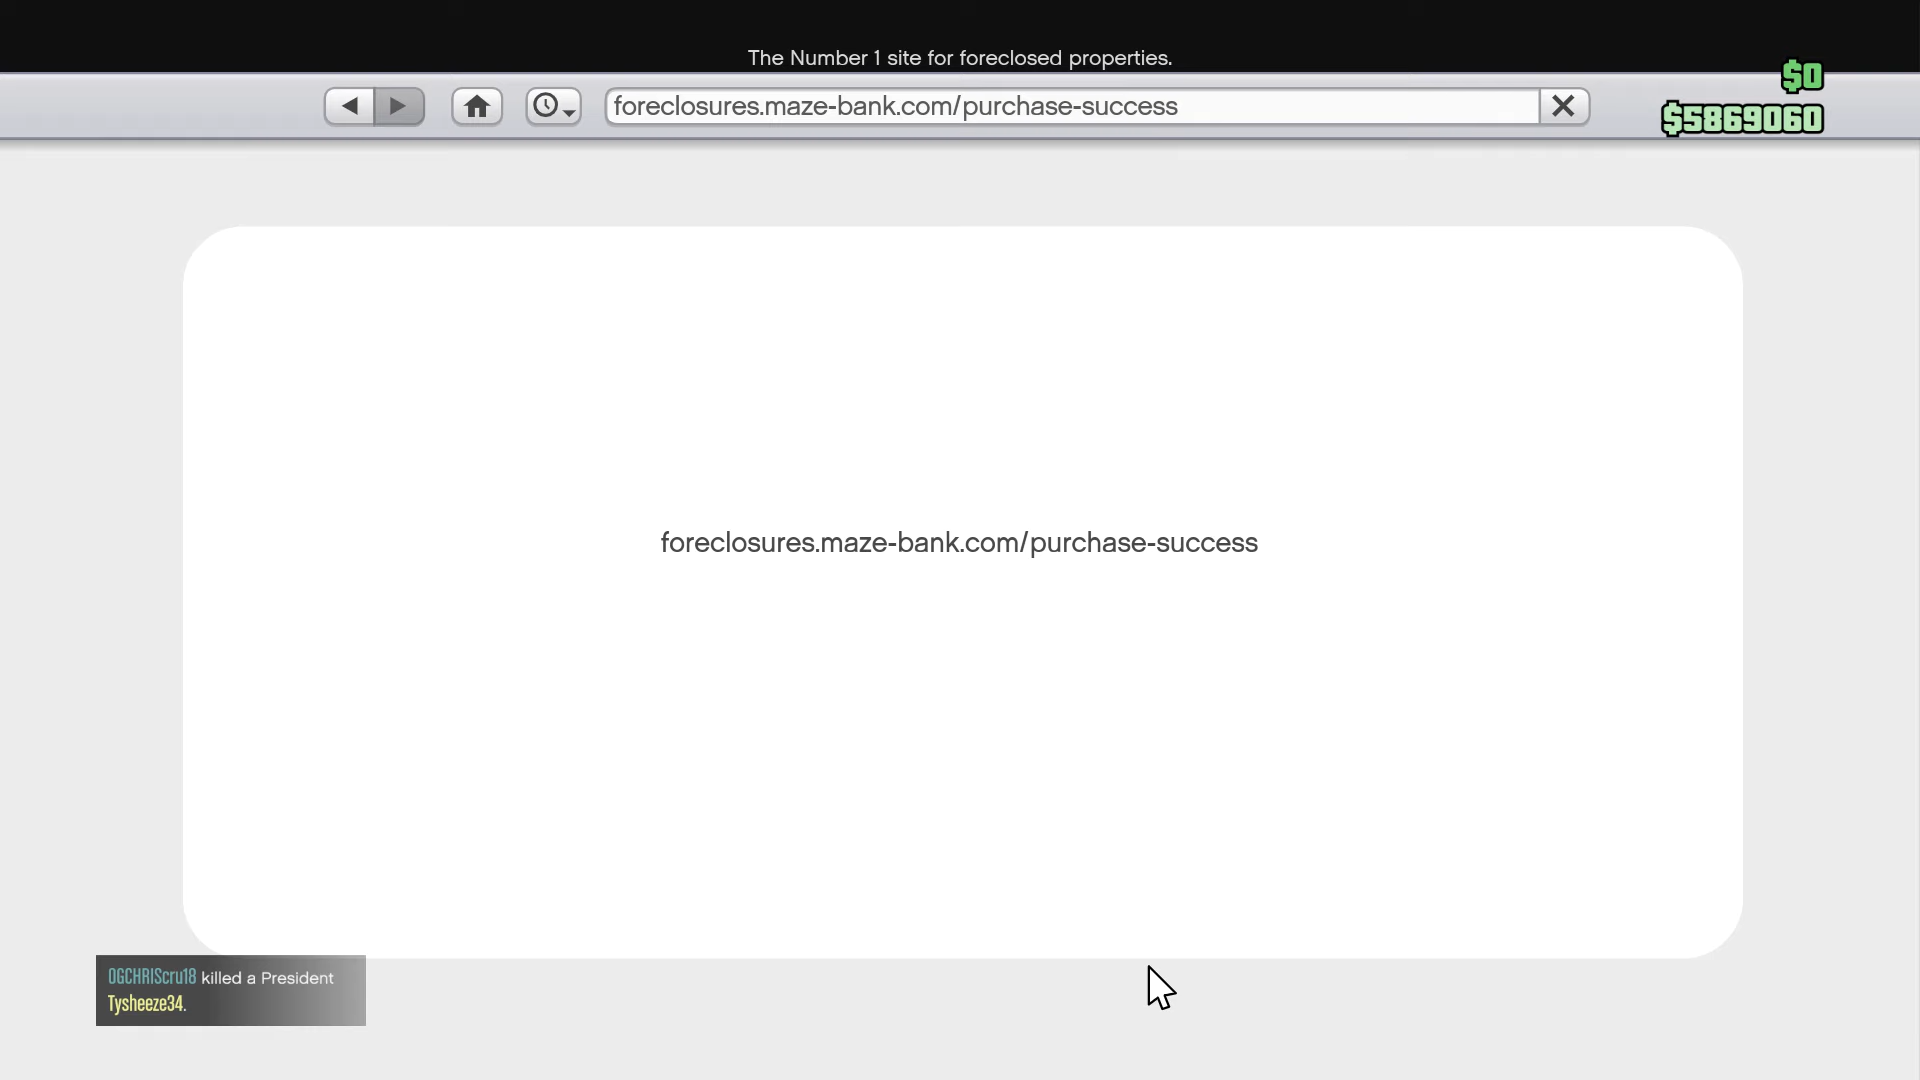 The Number 1 site for foreclosed properties.
$0
foreclosures.maze-bank.com/purchase-success
$5869060
foreclosures.maze-bank.com/purchase-success
OGCHRIScru18 killed a President
Tysheeze34.